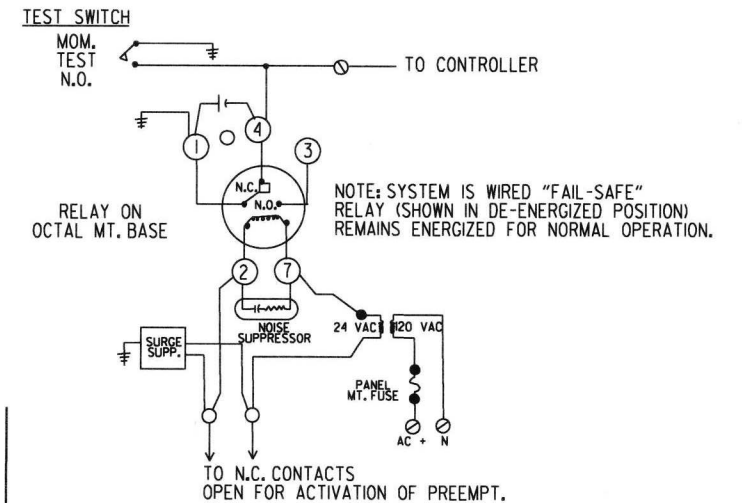 TEST SWITCH
MOM.
TEST
N.O.
TO CONTROLLER
1
4
3
N.C.
N.O.
RELAY ON
OCTAL MT. BASE
NOTE: SYSTEM IS WIRED "FAIL-SAFE"
RELAY (SHOWN IN DE-ENERGIZED POSITION)
REMAINS ENERGIZED FOR NORMAL OPERATION.
2
7
NOISE
SUPPRESSOR
24 VAC
120 VAC
SURGE
SUPP.
PANEL
MT. FUSE
AC +
N
TO N.C. CONTACTS
OPEN FOR ACTIVATION OF PREEMPT.